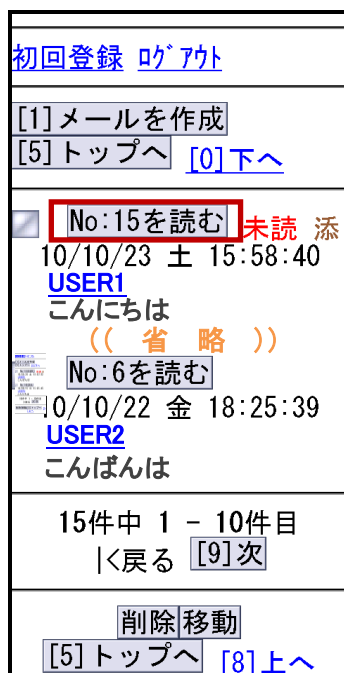 初回登録 ﾛｸﾞｱｳﾄ
[1]メールを作成
[5]トップへ [0]下へ
No:15を読む 未読 添
10/10/23 土 15:58:40
USER1
こんにちは
(( 省 略 ))
No:6を読む
0/10/22 金 18:25:39
USER2
こんばんは
15件中 1 - 10件目
|<戻る [9]次
削除 移動
[5]トップへ [8]上へ